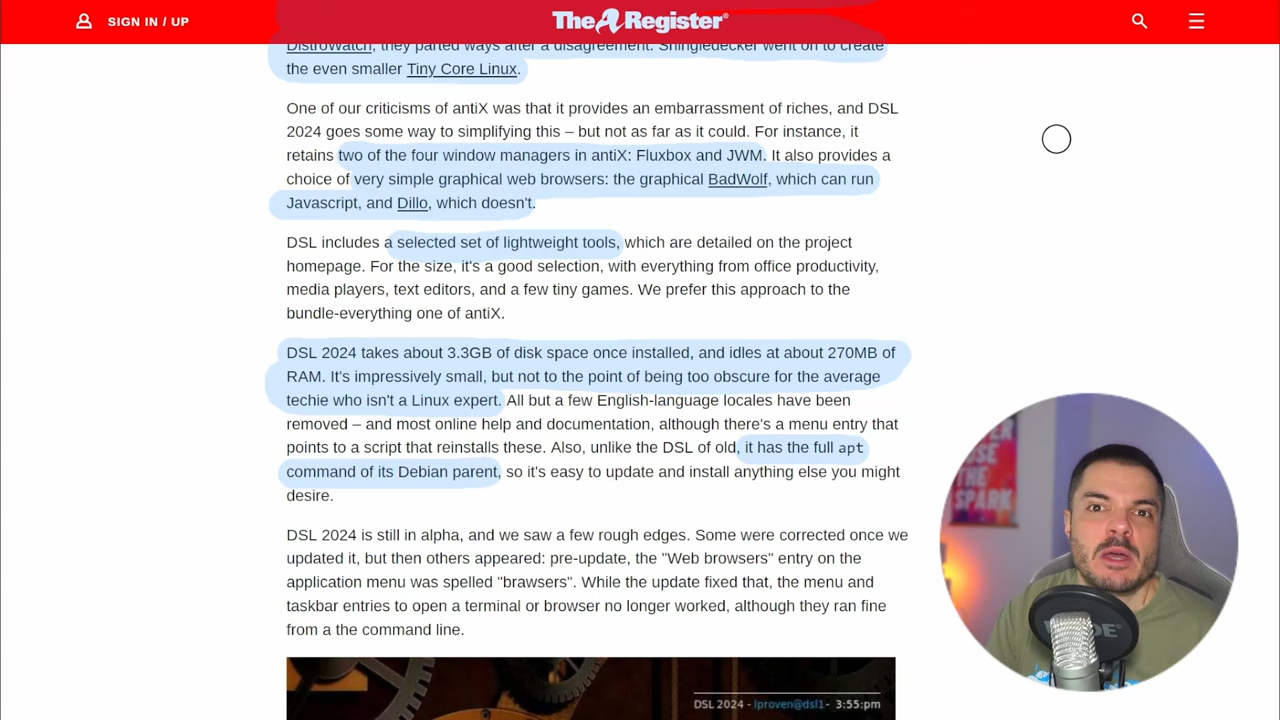 SIGN IN / UP
The Register®
DistroWatch, they parted ways after a disagreement. Shingledecker went on to create
the even smaller Tiny Core Linux.
One of our criticisms of antiX was that it provides an embarrassment of riches, and DSL
2024 goes some way to simplifying this – but not as far as it could. For instance, it
retains two of the four window managers in antiX: Fluxbox and JWM. It also provides a
choice of very simple graphical web browsers: the graphical BadWolf, which can run
Javascript, and Dillo, which doesn't.
DSL includes a selected set of lightweight tools, which are detailed on the project
homepage. For the size, it's a good selection, with everything from office productivity,
media players, text editors, and a few tiny games. We prefer this approach to the
bundle-everything one of antiX.
DSL 2024 takes about 3.3GB of disk space once installed, and idles at about 270MB of
RAM. It's impressively small, but not to the point of being too obscure for the average
techie who isn't a Linux expert. All but a few English-language locales have been
removed – and most online help and documentation, although there's a menu entry that
points to a script that reinstalls these. Also, unlike the DSL of old, it has the full apt
command of its Debian parent, so it's easy to update and install anything else you might
desire.
DSL 2024 is still in alpha, and we saw a few rough edges. Some were corrected once we
updated it, but then others appeared: pre-update, the "Web browsers" entry on the
application menu was spelled "brawsers". While the update fixed that, the menu and
taskbar entries to open a terminal or browser no longer worked, although they ran fine
from a the command line.
DSL 2024 - lproven@dsl1 - 3:55:pm
THE
SPARK